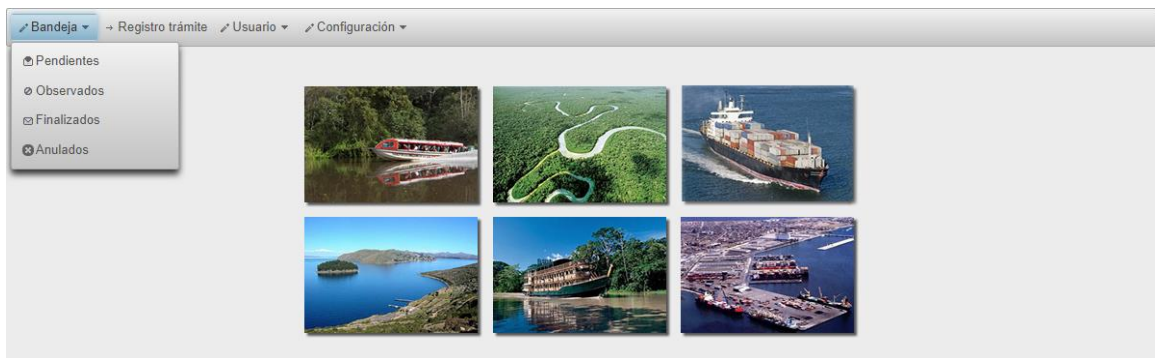 Bandeja Registro trámite Usuario Configuración
Pendientes
Observados
Finalizados
Anulados